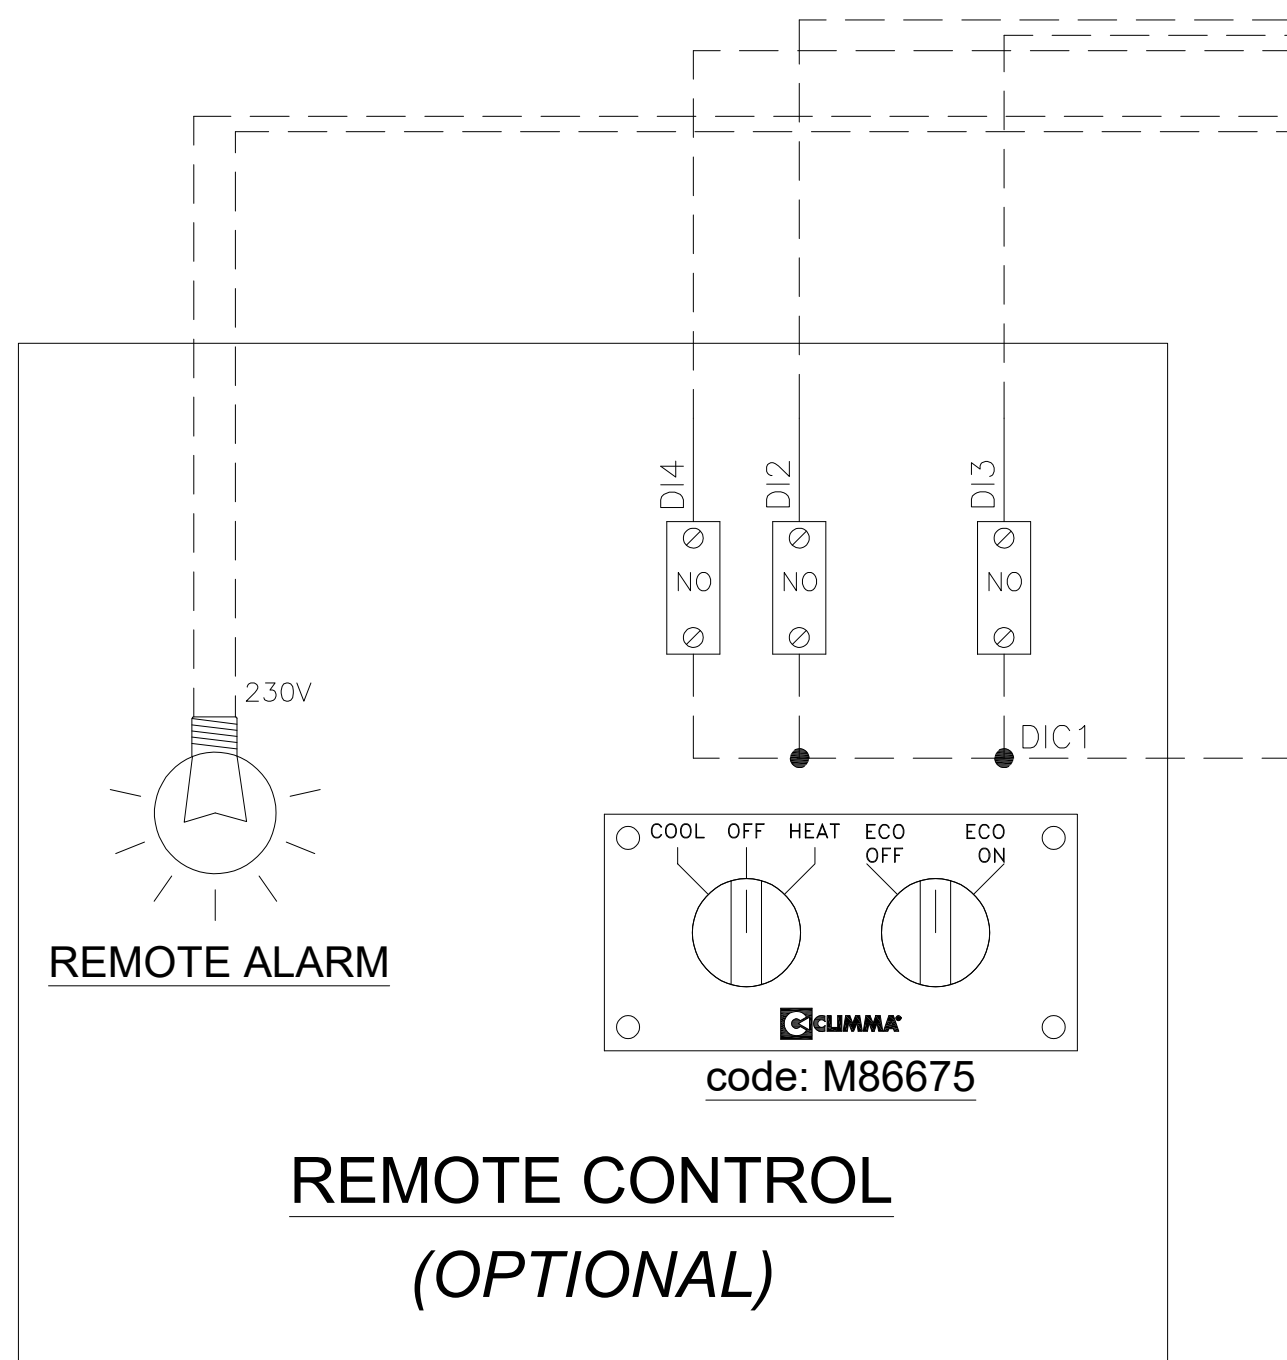 DI4
DI2
DI3
NO
NO
NO
230V
DIC1
COOL OFF HEAT ECO OFF ECO ON
CLIMMA
REMOTE ALARM
code: M86675
REMOTE CONTROL
(OPTIONAL)